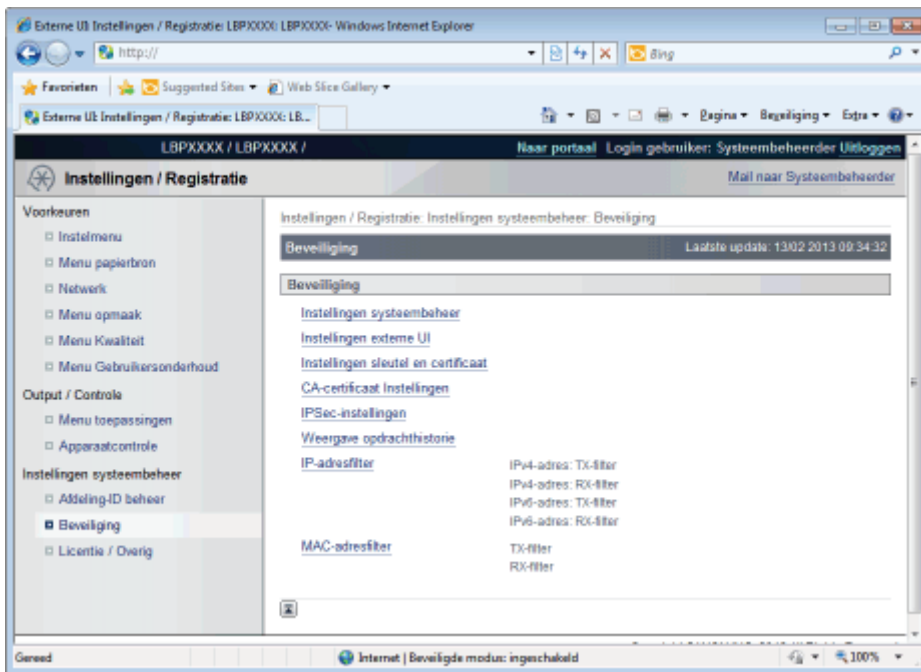 Externe UI: Instellingen / Registratie: LBPXXXX: LBPXXXX- Windows Internet Explorer
http://
Bing
Favorieten Suggested Sites Web Slice Gallery
Externe UI: Instellingen / Registratie: LBPXXXX: LB...
Pagina Beveiliging Extra
LBPXXXX / LBPXXXX /
Naar portaal Login gebruiker: Systeembeheerder Uitloggen
Instellingen / Registratie
Mail naar Systeembeheerder
Voorkeuren
Instelmenu
Menu papierbron
Netwerk
Menu opmaak
Menu Kwaliteit
Menu Gebruikersonderhoud
Output / Controle
Menu toepassingen
Apparaatcontrole
Instellingen systeembeheer
Afdeling-ID beheer
Beveiliging
Licentie / Overig
Instellingen / Registratie: Instellingen systeembeheer: Beveiliging
Beveiliging
Laatste update: 13/02 2013 09:34:32
Beveiliging
Instellingen systeembeheer
Instellingen externe UI
Instellingen sleutel en certificaat
CA-certificaat Instellingen
IPSec-instellingen
Weergave opdrachthistorie
IP-adresfilter
IPv4-adres: TX-filter
IPv4-adres: RX-filter
IPv6-adres: TX-filter
IPv6-adres: RX-filter
MAC-adresfilter
TX-filter
RX-filter
Gereed
Internet | Beveiligde modus: ingeschakeld
100%